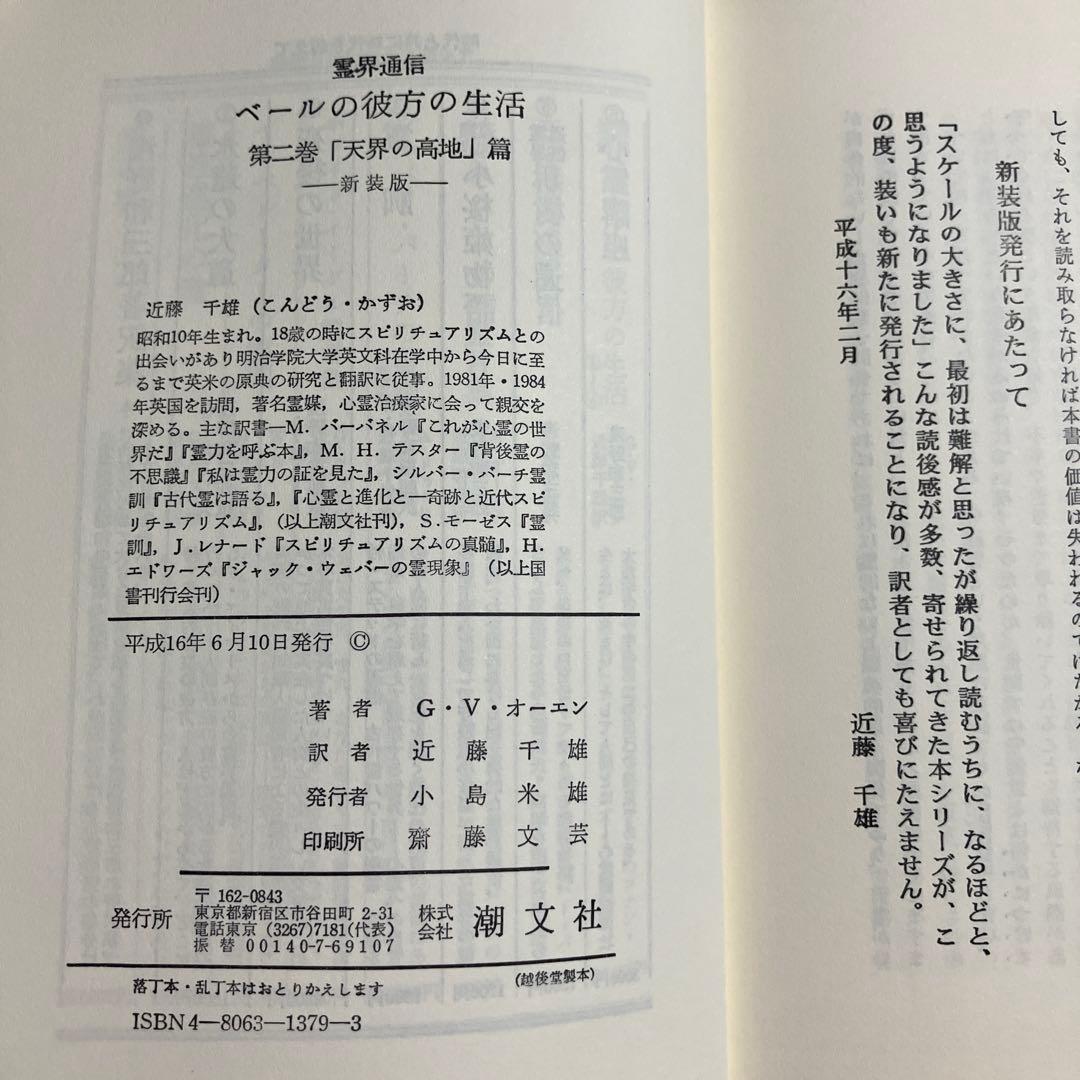 しても、それを読み取らなければ本書の価値は失われるの
新装版発行にあたって
「スケールの大きさに、最初は難解と思ったが繰り返し読むうちに、なるほどと、
思うようになりました」こんな読後感が多数、寄せられてきた本シリーズが、こ
の度、装いも新たに発行されることになり、訳者としても喜びにたえません。
平成十六年二月
近藤 千雄
霊界通信
ベールの彼方の生活
第二巻「天界の高地」篇
――新装版――
近藤 千雄(こんどう・かずお)
昭和10年生まれ。18歳の時にスピリチュアリズムとの
出会いがあり明治学院大学英文科在学中から今日に至
るまで英米の原典の研究と翻訳に従事。1981年・1984
年英国を訪問，著名霊媒，心霊治療家に会って親交を
深める。主な訳書―M. バーバネル『これが心霊の世
界だ』『霊力を呼ぶ本』，M. H. テスター『背後霊の
不思議』『私は霊力の証を見た』，シルバー・バーチ霊
訓『古代霊は語る』，『心霊と進化と―奇跡と近代スピ
リチュアリズム』，(以上潮文社刊)，S.モーゼス『霊
訓』，J.レナード『スピリチュアリズムの真髄』，H.
エドワーズ『ジャック・ウェバーの霊現象』(以上国
書刊行会刊)
平成16年6月10日発行 ©
著者 G・V・オーエン
訳者 近藤千雄
発行者 小島米雄
印刷所 齋藤文芸
発行所
〒162-0843
東京都新宿区市谷田町 2-31
電話東京 (3267)7181(代表)
振替 00140-7-69107
株式会社 潮文社
(越後堂製本)
落丁本・乱丁本はおとりかえします
ISBN4―8063―1379―3